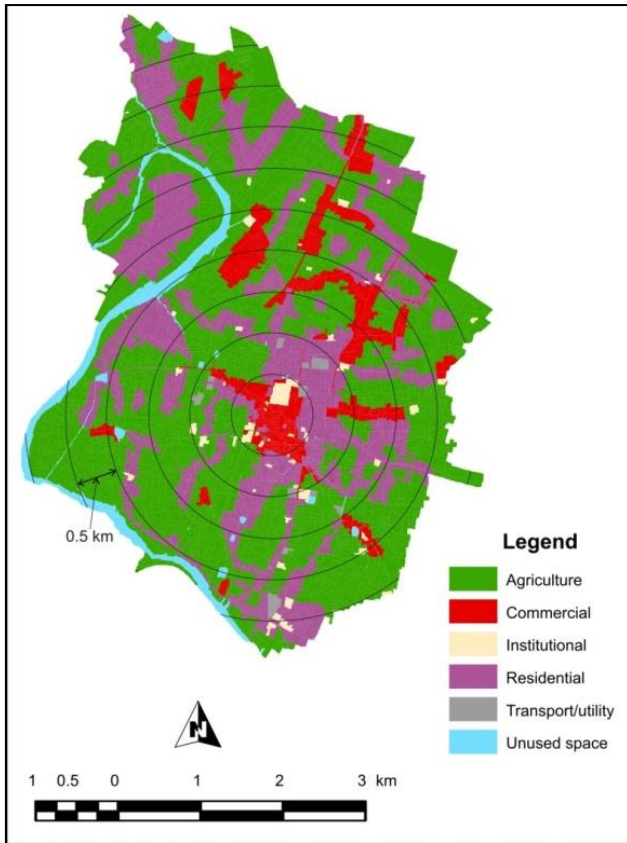 0.5 km
Legend
Agriculture
Commercial
Institutional
Residential
Transport/utility
Unused space
N
1 0.5 0 1 2 3 km